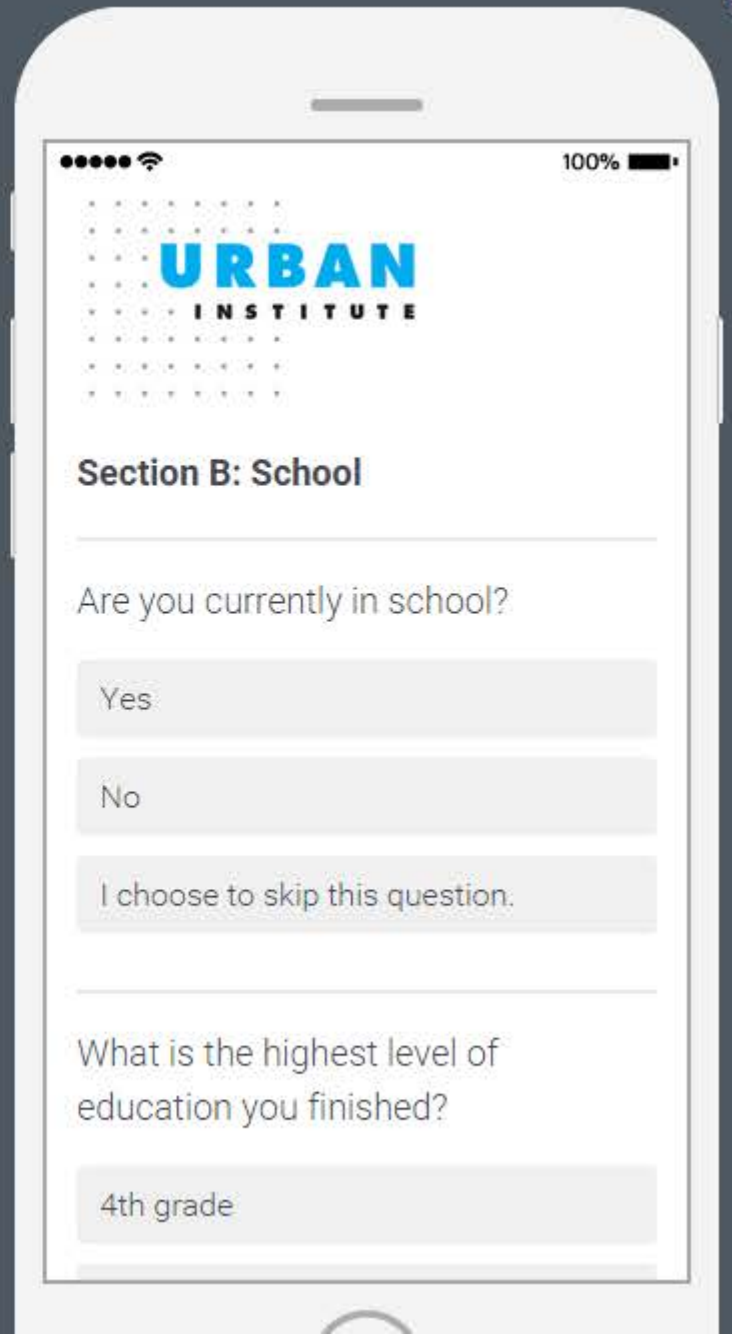 100%
URBAN
INSTITUTE
Section B: School
Are you currently in school?
Yes
No
I choose to skip this question.
What is the highest level of
education you finished?
4th grade